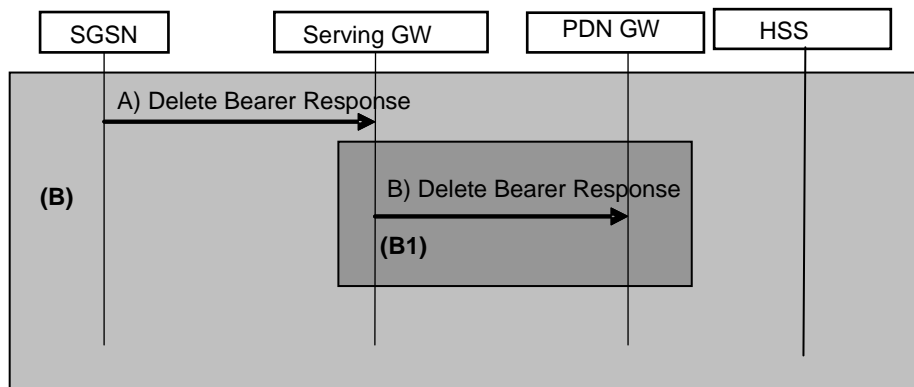 SGSN
Serving GW
PDN GW
HSS
A) Delete Bearer Response
(B)
B) Delete Bearer Response
(B1)